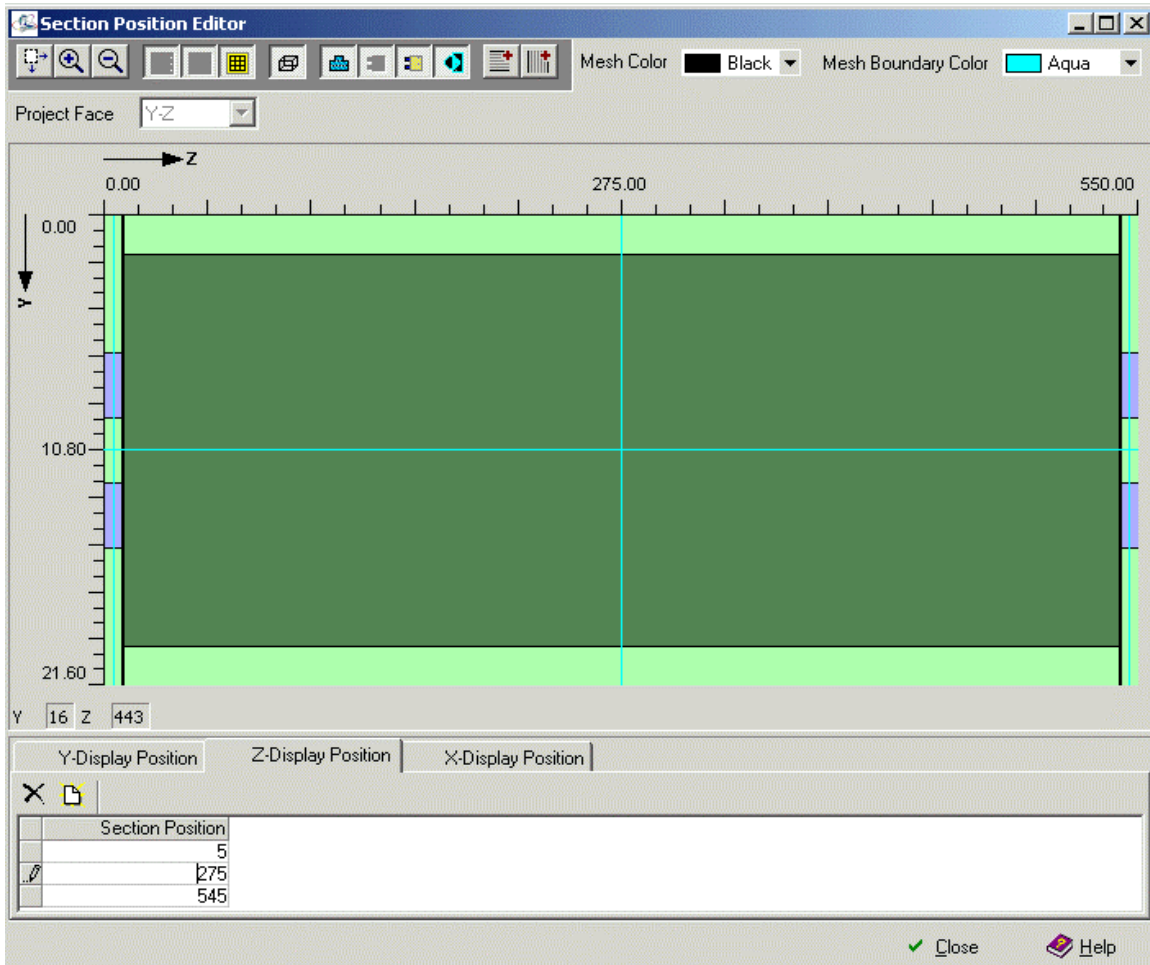 Section Position Editor
Mesh Color Black Mesh Boundary Color Aqua
Project Face Y-Z
Z
0.00 275.00 550.00
0.00
Y
10.80
21.60
Y 16 Z 443
Y-Display Position Z-Display Position X-Display Position
Section Position
5
275
545
Close Help